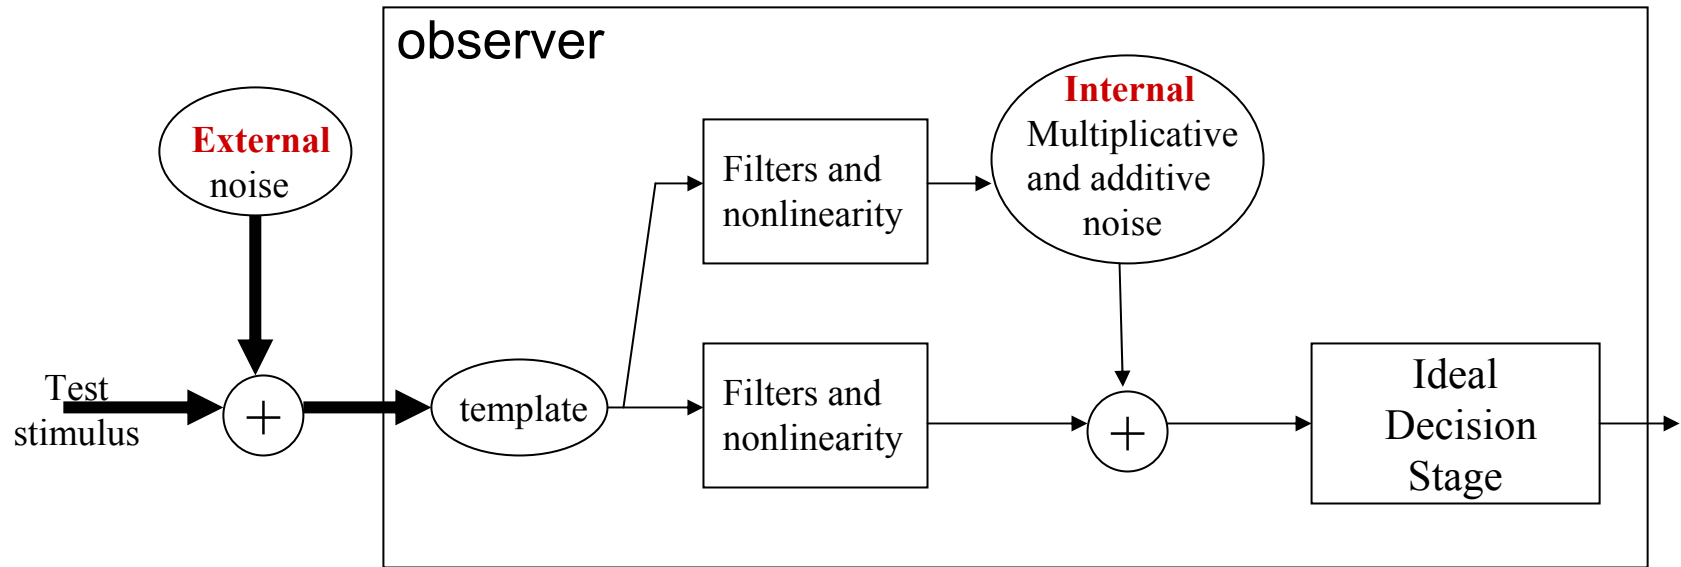 observer
External
noise
Internal
Multiplicative
and additive
noise
Filters and
nonlinearity
Test
stimulus
+
template
Filters and
nonlinearity
+
Ideal
Decision
Stage